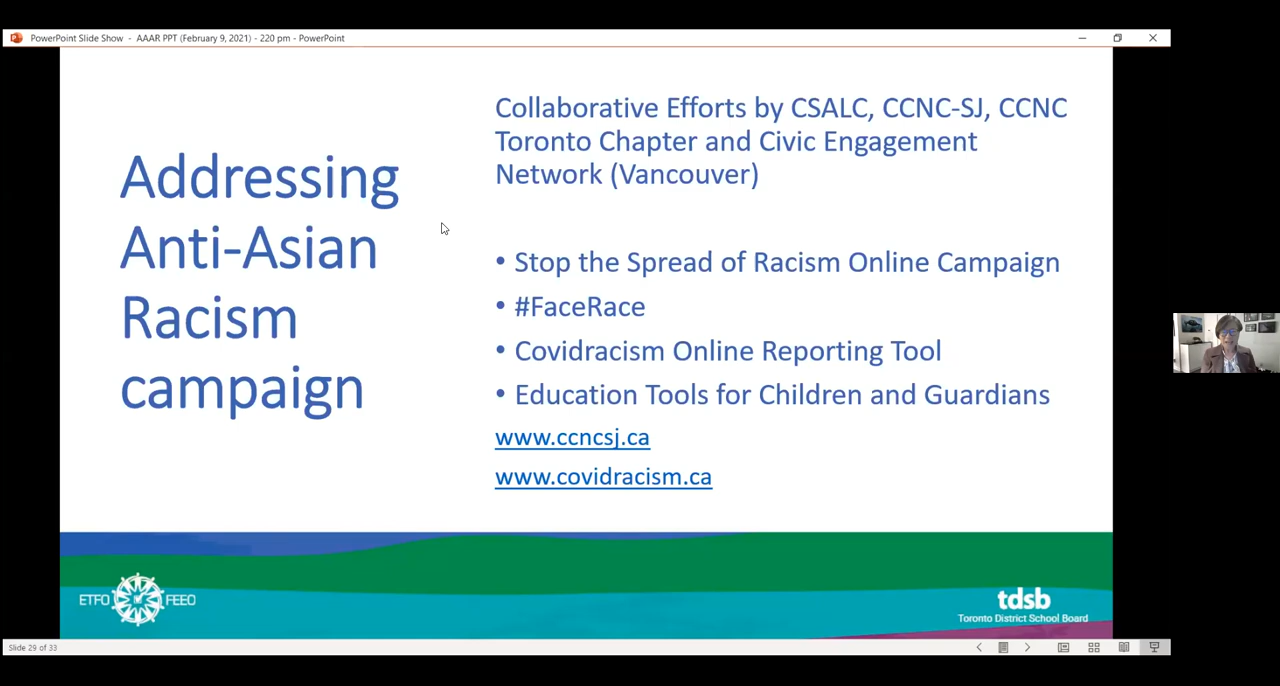 PowerPoint Slide Show - AAAR PPT (February 9, 2021) - 220 pm - PowerPoint
Addressing
Anti-Asian
Racism
campaign
Collaborative Efforts by CSALC, CCNC-SJ, CCNC
Toronto Chapter and Civic Engagement
Network (Vancouver)
• Stop the Spread of Racism Online Campaign
• #FaceRace
• Covidracism Online Reporting Tool
• Education Tools for Children and Guardians
www.ccncsj.ca
www.covidracism.ca
ETFO FEEO
tdsb
Toronto District School Board
Slide 29 of 33